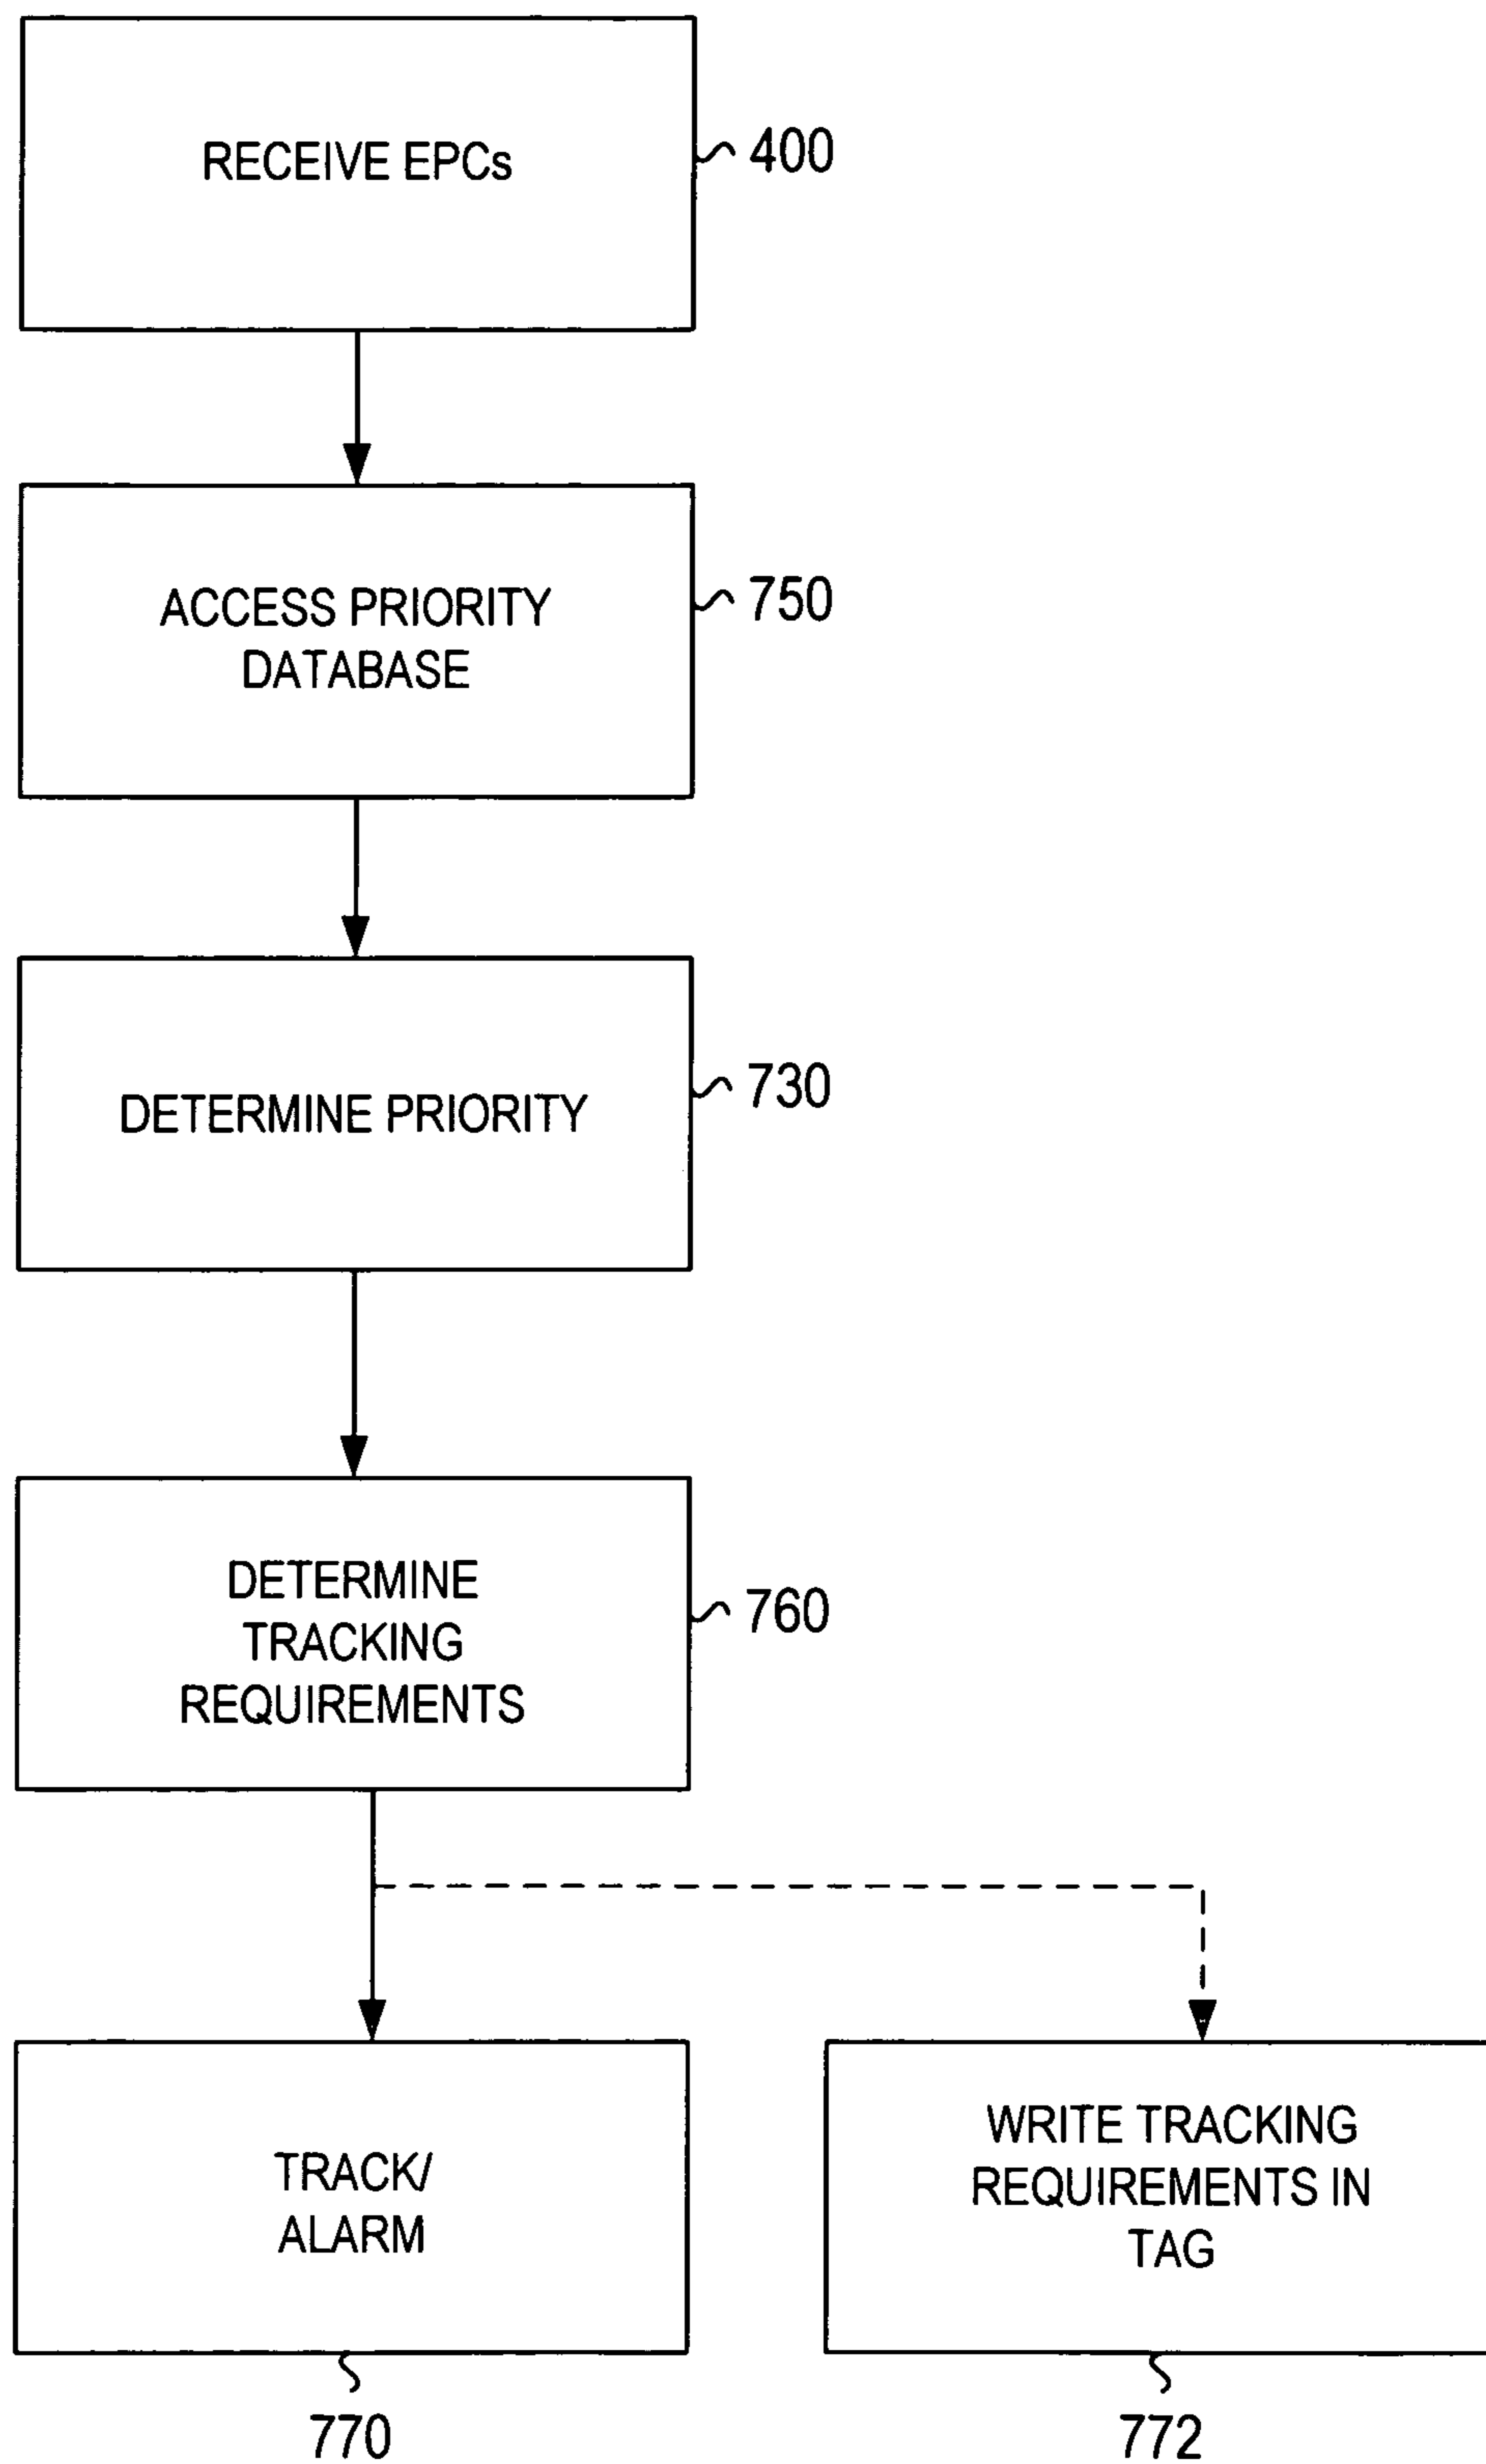 RECEIVE EPCs
400
ACCESS PRIORITY
DATABASE
750
DETERMINE PRIORITY
730
DETERMINE
TRACKING
REQUIREMENTS
760
TRACK/
ALARM
770
WRITE TRACKING
REQUIREMENTS IN
TAG
772